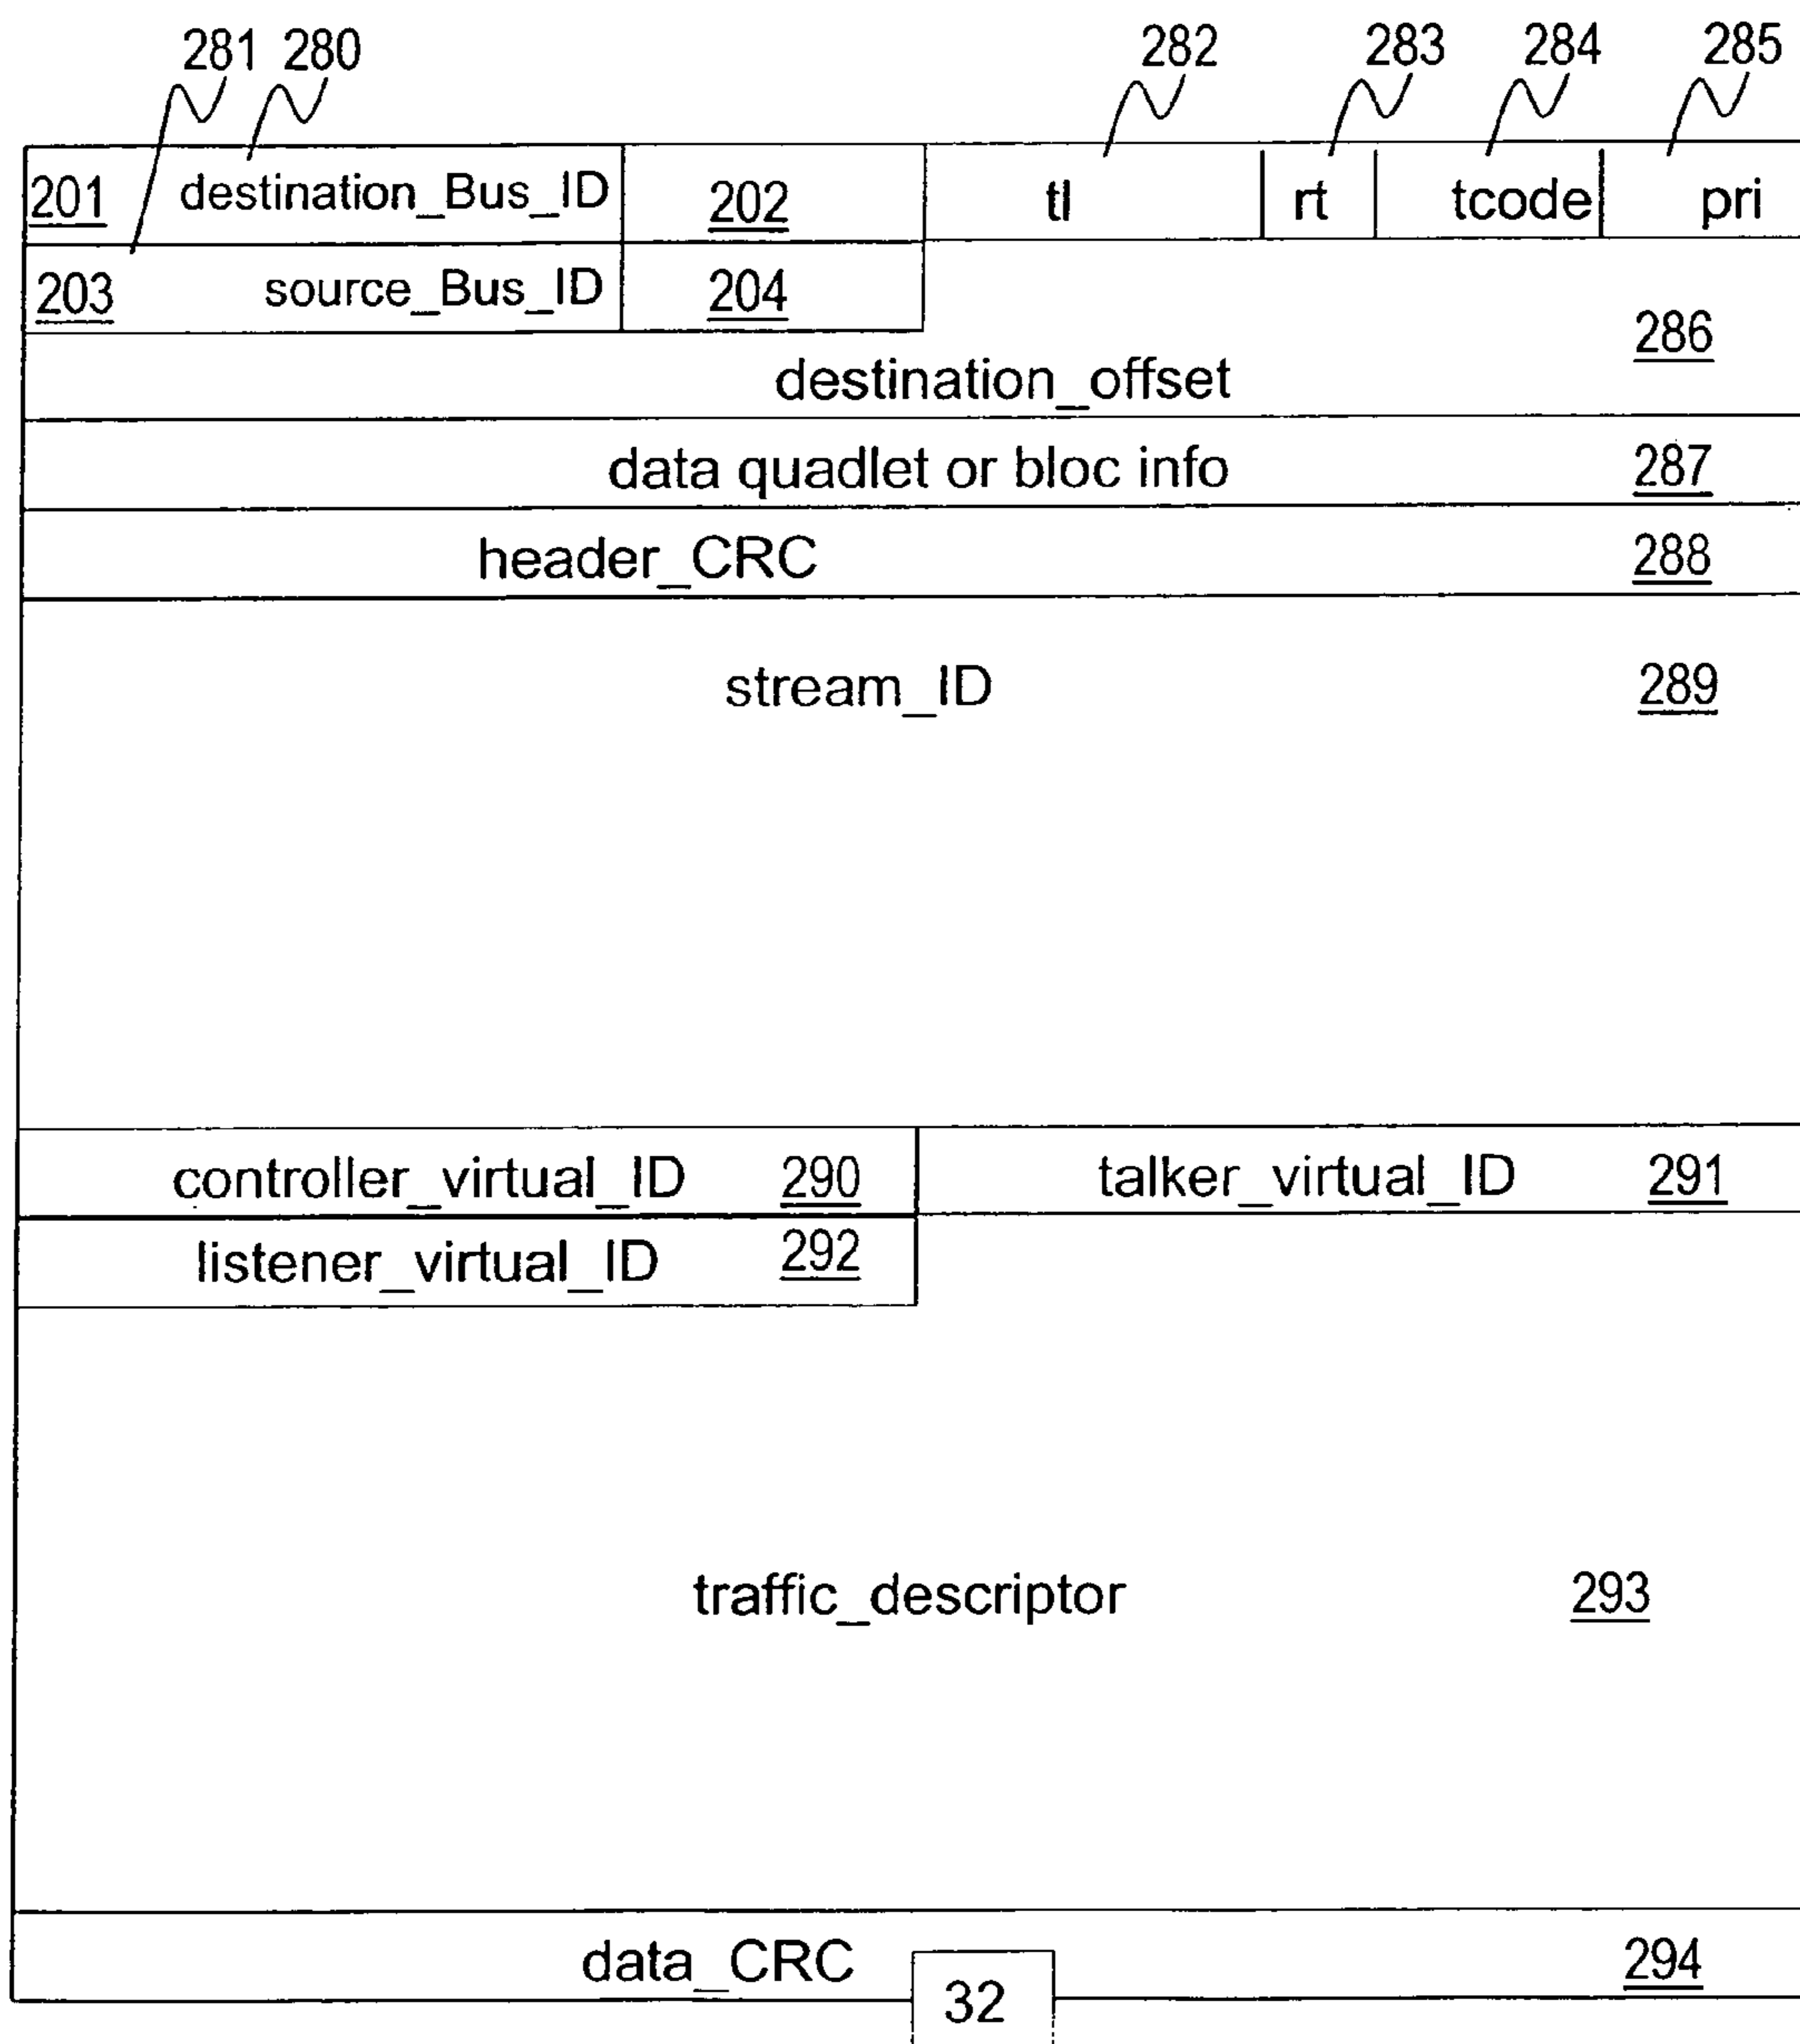 281 280 282 283 284 285
201 destination_Bus_ID 202 tl rt tcode pri
203 source_Bus_ID 204
286
destination_offset
data quadlet or bloc info 287
header_CRC 288
stream_ID 289
controller_virtual_ID 290 talker_virtual_ID 291
listener_virtual_ID 292
traffic_descriptor 293
data_CRC 294
32